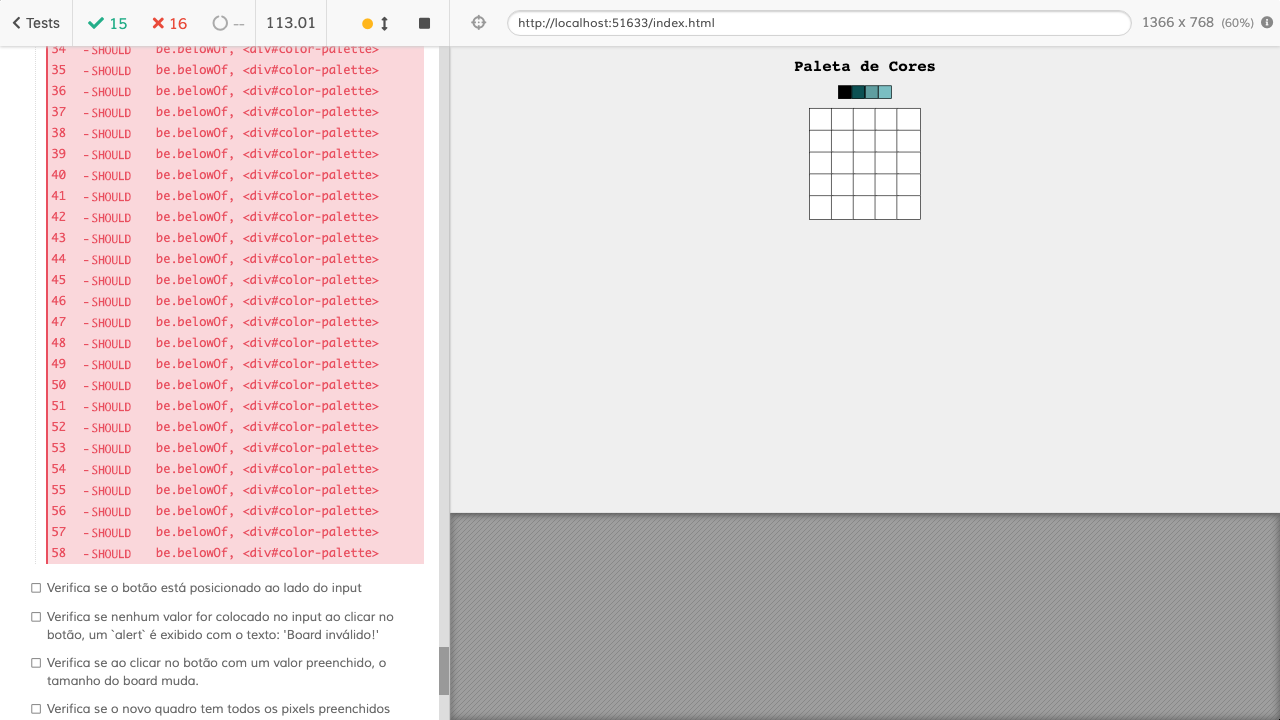 Tests 15 16 -- 113.01
http://localhost:51633/index.html 1366 x 768 (60%)
34 -SHOULD be.belowOf, <div#color-palette>
35 -SHOULD be.belowOf, <div#color-palette>
36 -SHOULD be.belowOf, <div#color-palette>
37 -SHOULD be.belowOf, <div#color-palette>
38 -SHOULD be.belowOf, <div#color-palette>
39 -SHOULD be.belowOf, <div#color-palette>
40 -SHOULD be.belowOf, <div#color-palette>
41 -SHOULD be.belowOf, <div#color-palette>
42 -SHOULD be.belowOf, <div#color-palette>
43 -SHOULD be.belowOf, <div#color-palette>
44 -SHOULD be.belowOf, <div#color-palette>
45 -SHOULD be.belowOf, <div#color-palette>
46 -SHOULD be.belowOf, <div#color-palette>
47 -SHOULD be.belowOf, <div#color-palette>
48 -SHOULD be.belowOf, <div#color-palette>
49 -SHOULD be.belowOf, <div#color-palette>
50 -SHOULD be.belowOf, <div#color-palette>
51 -SHOULD be.belowOf, <div#color-palette>
52 -SHOULD be.belowOf, <div#color-palette>
53 -SHOULD be.belowOf, <div#color-palette>
54 -SHOULD be.belowOf, <div#color-palette>
55 -SHOULD be.belowOf, <div#color-palette>
56 -SHOULD be.belowOf, <div#color-palette>
57 -SHOULD be.belowOf, <div#color-palette>
58 -SHOULD be.belowOf, <div#color-palette>
Verifica se o botão está posicionado ao lado do input
Verifica se nenhum valor for colocado no input ao clicar no
botão, um `alert` é exibido com o texto: 'Board inválido!'
Verifica se ao clicar no botão com um valor preenchido, o
tamanho do board muda.
Verifica se o novo quadro tem todos os pixels preenchidos
Paleta de Cores